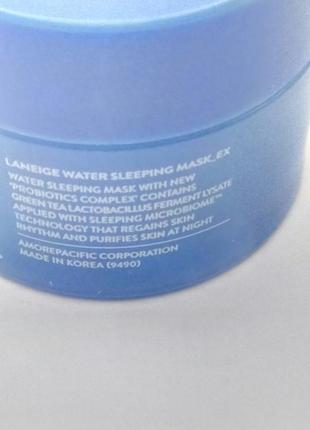 LANEIGE WATER SLEEPING MASK_EX
WATER SLEEPING MASK WITH NEW
"PROBIOTICS COMPLEX" CONTAINS
GREEN TEA LACTOBACILLUS FERMENT LYSATE
APPLIED WITH SLEEPING MICROBIOME™
TECHNOLOGY THAT REGAINS SKIN
RHYTHM AND PURIFIES SKIN AT NIGHT
AMOREPACIFIC CORPORATION
MADE IN KOREA (9490)